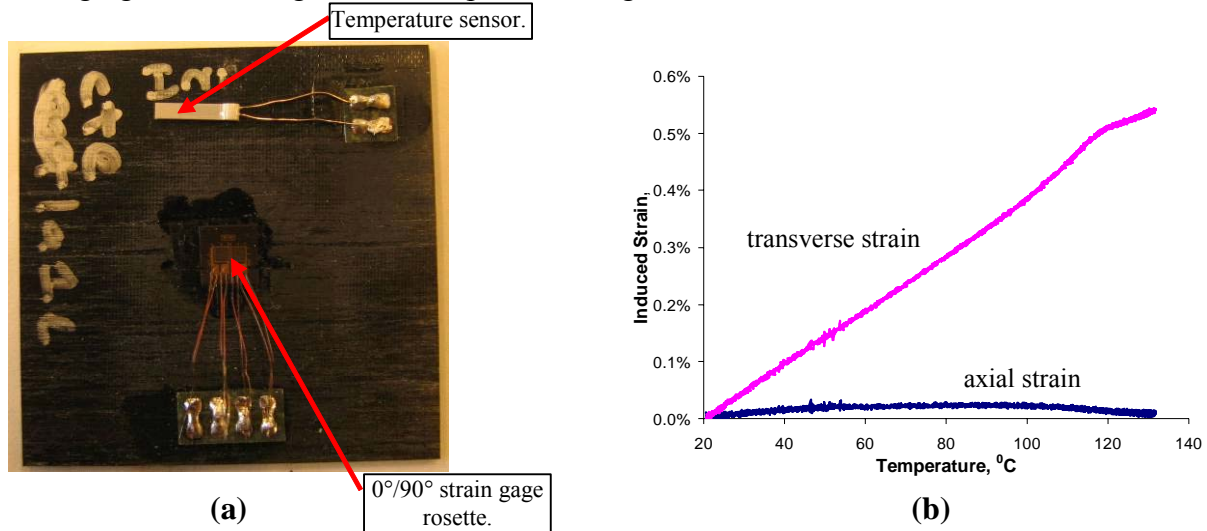 Temperature sensor.
0°/90° strain gage
rosette.
(a)
0.6%
0.5%
0.4%
0.3%
0.2%
0.1%
0.0%
Induced Strain,
transverse strain
axial strain
20 40 60 80 100 120 140
Temperature, ⁰C
(b)